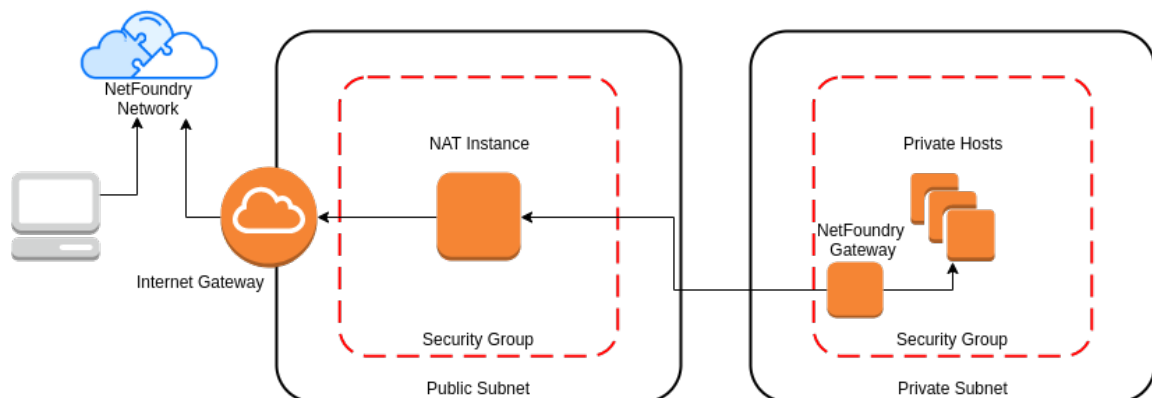 NetFoundry
Network
Internet Gateway
NAT Instance
Security Group
Public Subnet
Private Hosts
NetFoundry
Gateway
Security Group
Private Subnet